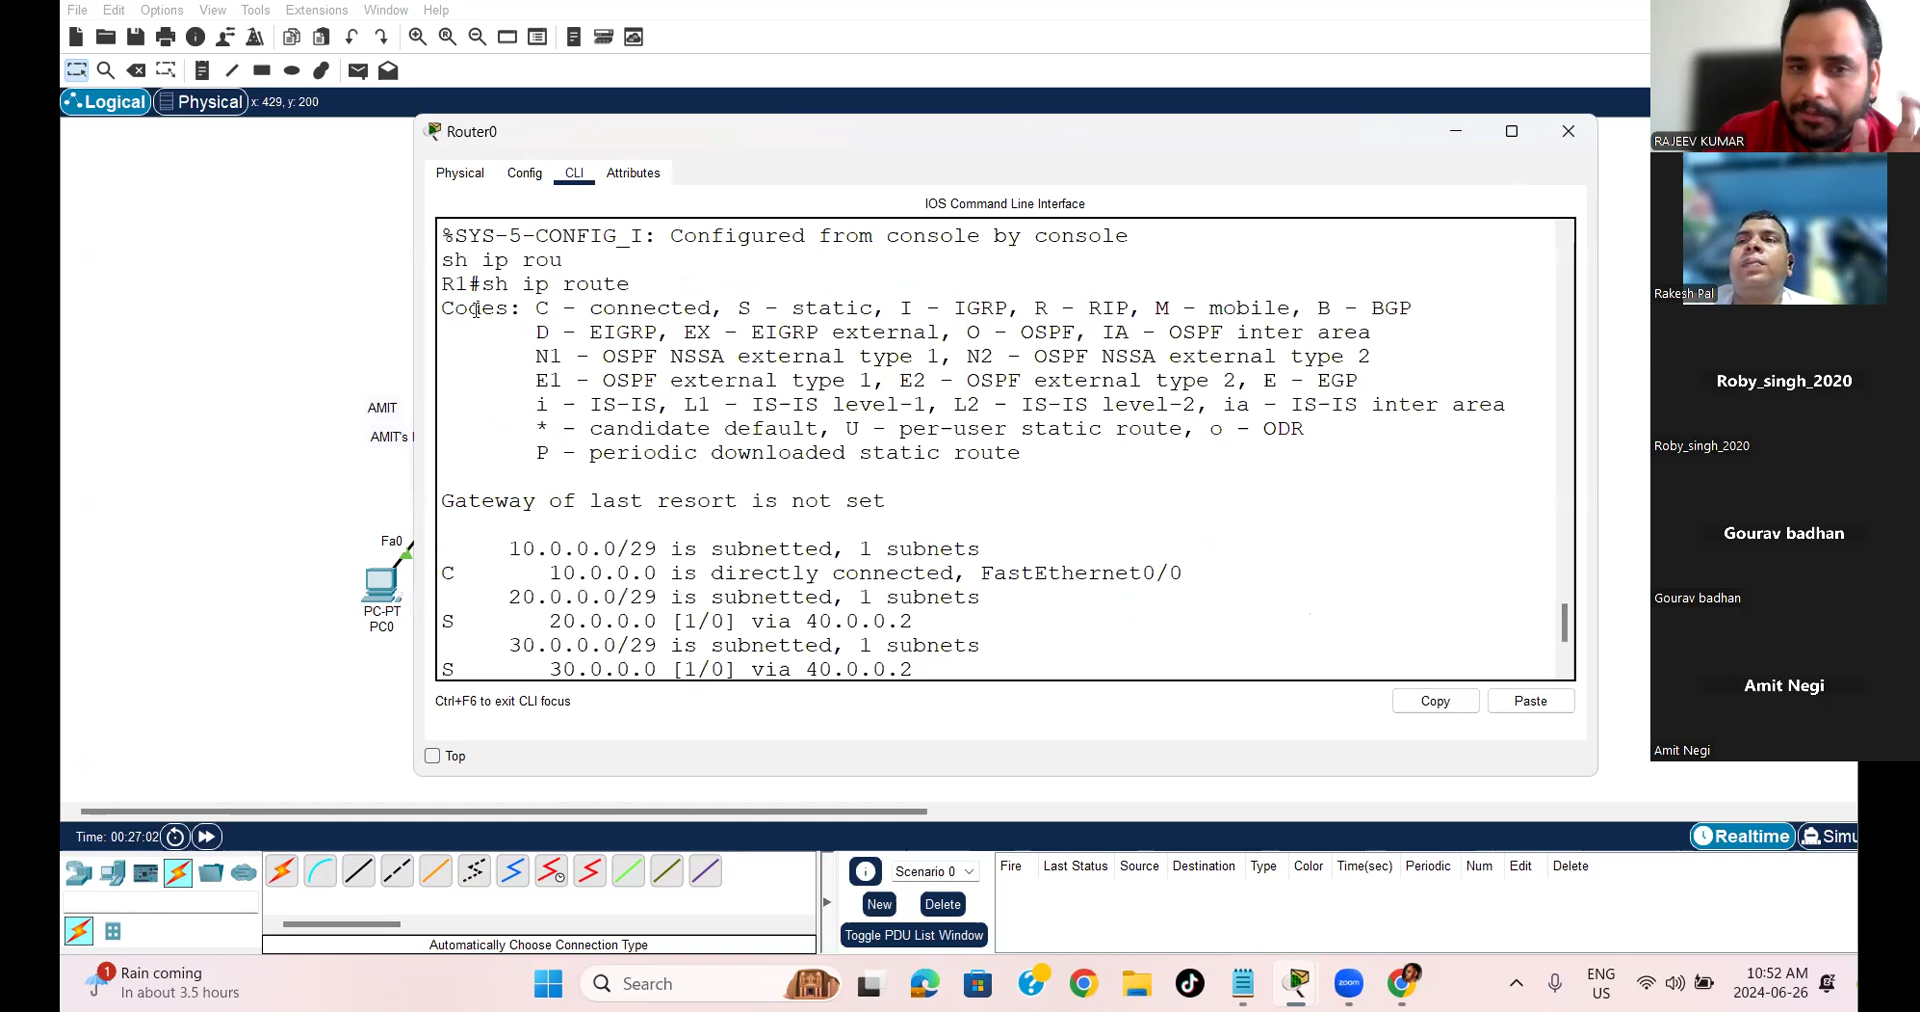 File Edit Options View Tools Extensions Window Help
Logical Physical x: 429, y: 200
Router0
Physical Config CLI Attributes
IOS Command Line Interface
%SYS-5-CONFIG_I: Configured from console by console
sh ip rou
R1#sh ip route
Codes: C - connected, S - static, I - IGRP, R - RIP, M - mobile, B - BGP
D - EIGRP, EX - EIGRP external, O - OSPF, IA - OSPF inter area
N1 - OSPF NSSA external type 1, N2 - OSPF NSSA external type 2
E1 - OSPF external type 1, E2 - OSPF external type 2, E - EGP
i - IS-IS, L1 - IS-IS level-1, L2 - IS-IS level-2, ia - IS-IS inter area
* - candidate default, U - per-user static route, o - ODR
P - periodic downloaded static route
Gateway of last resort is not set
10.0.0.0/29 is subnetted, 1 subnets
C 10.0.0.0 is directly connected, FastEthernet0/0
20.0.0.0/29 is subnetted, 1 subnets
S 20.0.0.0 [1/0] via 40.0.0.2
30.0.0.0/29 is subnetted, 1 subnets
S 30.0.0.0 [1/0] via 40.0.0.2
Ctrl+F6 to exit CLI focus
Copy Paste
Top
AMIT
AMIT's
Fa0
PC-PT
PC0
RAJEEV KUMAR
Rakesh Pal
Roby_singh_2020
Roby_singh_2020
Gourav badhan
Gourav badhan
Amit Negi
Amit Negi
Time: 00:27:02
Realtime Simu
Scenario 0
New Delete
Toggle PDU List Window
Fire Last Status Source Destination Type Color Time(sec) Periodic Num Edit Delete
Automatically Choose Connection Type
1
Rain coming
In about 3.5 hours
Search
zoom
ENG
US
10:52 AM
2024-06-26